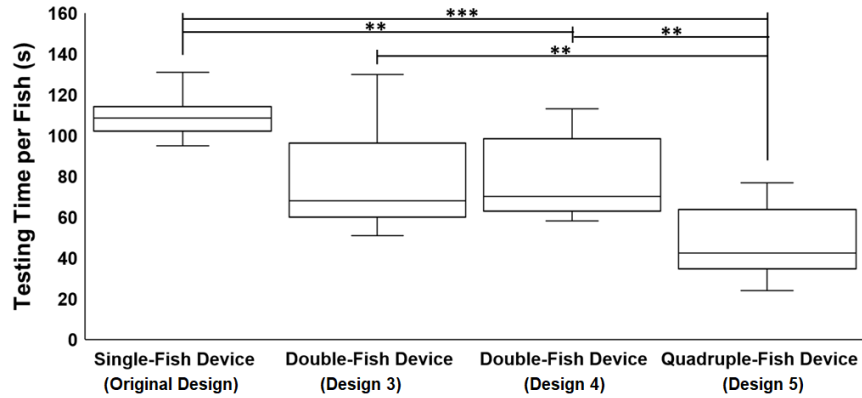 Testing Time per Fish (s)
160
140
120
100
80
60
40
20
0
***
**
**
**
Single-Fish Device
(Original Design)
Double-Fish Device
(Design 3)
Double-Fish Device
(Design 4)
Quadruple-Fish Device
(Design 5)